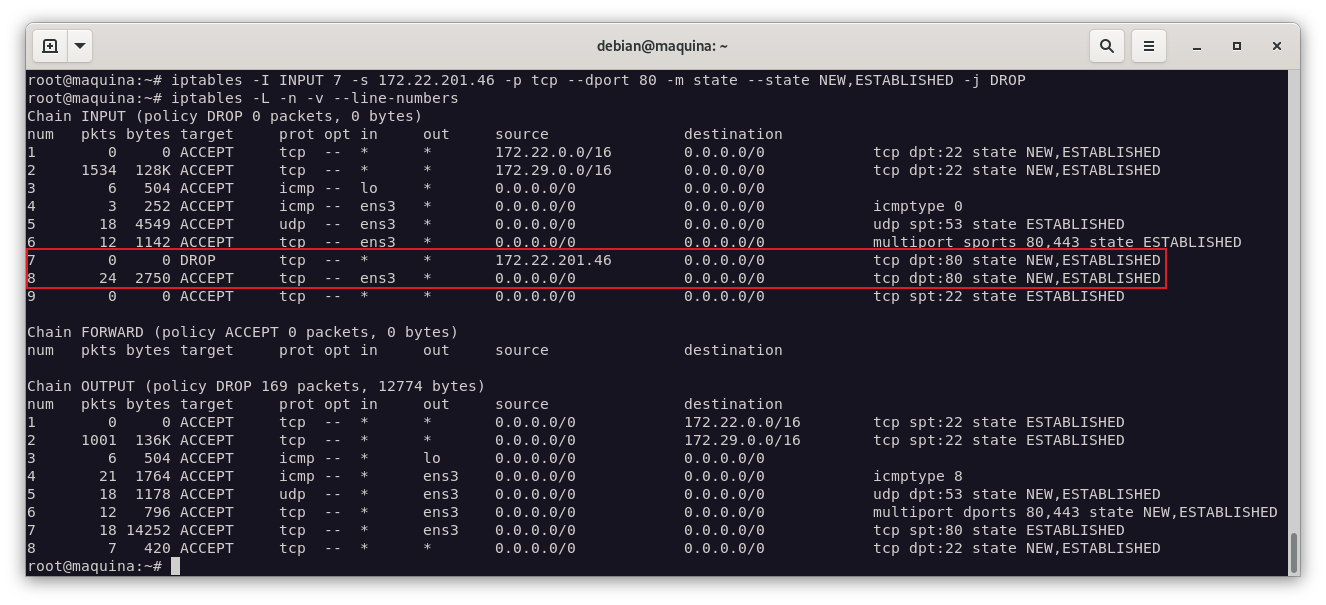 debian@maquina: ~
root@maquina:~# iptables -I INPUT 7 -s 172.22.201.46 -p tcp --dport 80 -m state --state NEW,ESTABLISHED -j DROP
root@maquina:~# iptables -L -n -v --line-numbers
Chain INPUT (policy DROP 0 packets, 0 bytes)
num   pkts bytes target     prot opt in     out     source               destination
1        0     0 ACCEPT     tcp  --  *      *       172.22.0.0/16        0.0.0.0/0            tcp dpt:22 state NEW,ESTABLISHED
2     1534  128K ACCEPT     tcp  --  *      *       172.29.0.0/16        0.0.0.0/0            tcp dpt:22 state NEW,ESTABLISHED
3        6   504 ACCEPT     icmp --  lo     *       0.0.0.0/0            0.0.0.0/0
4        3   252 ACCEPT     icmp --  ens3   *       0.0.0.0/0            0.0.0.0/0            icmptype 0
5       18  4549 ACCEPT     udp  --  ens3   *       0.0.0.0/0            0.0.0.0/0            udp spt:53 state ESTABLISHED
6       12  1142 ACCEPT     tcp  --  ens3   *       0.0.0.0/0            0.0.0.0/0            multiport sports 80,443 state ESTABLISHED
7        0     0 DROP       tcp  --  *      *       172.22.201.46        0.0.0.0/0            tcp dpt:80 state NEW,ESTABLISHED
8       24  2750 ACCEPT     tcp  --  ens3   *       0.0.0.0/0            0.0.0.0/0            tcp dpt:80 state NEW,ESTABLISHED
9        0     0 ACCEPT     tcp  --  *      *       0.0.0.0/0            0.0.0.0/0            tcp spt:22 state ESTABLISHED
Chain FORWARD (policy ACCEPT 0 packets, 0 bytes)
num   pkts bytes target     prot opt in     out     source               destination
Chain OUTPUT (policy DROP 169 packets, 12774 bytes)
num   pkts bytes target     prot opt in     out     source               destination
1        0     0 ACCEPT     tcp  --  *      *       0.0.0.0/0            172.22.0.0/16        tcp spt:22 state ESTABLISHED
2     1001  136K ACCEPT     tcp  --  *      *       0.0.0.0/0            172.29.0.0/16        tcp spt:22 state ESTABLISHED
3        6   504 ACCEPT     icmp --  *      lo      0.0.0.0/0            0.0.0.0/0
4       21  1764 ACCEPT     icmp --  *      ens3    0.0.0.0/0            0.0.0.0/0            icmptype 8
5       18  1178 ACCEPT     udp  --  *      ens3    0.0.0.0/0            0.0.0.0/0            udp dpt:53 state NEW,ESTABLISHED
6       12   796 ACCEPT     tcp  --  *      ens3    0.0.0.0/0            0.0.0.0/0            multiport dports 80,443 state NEW,ESTABLISHED
7       18 14252 ACCEPT     tcp  --  *      ens3    0.0.0.0/0            0.0.0.0/0            tcp spt:80 state ESTABLISHED
8        7   420 ACCEPT     tcp  --  *      *       0.0.0.0/0            0.0.0.0/0            tcp dpt:22 state NEW,ESTABLISHED
root@maquina:~#